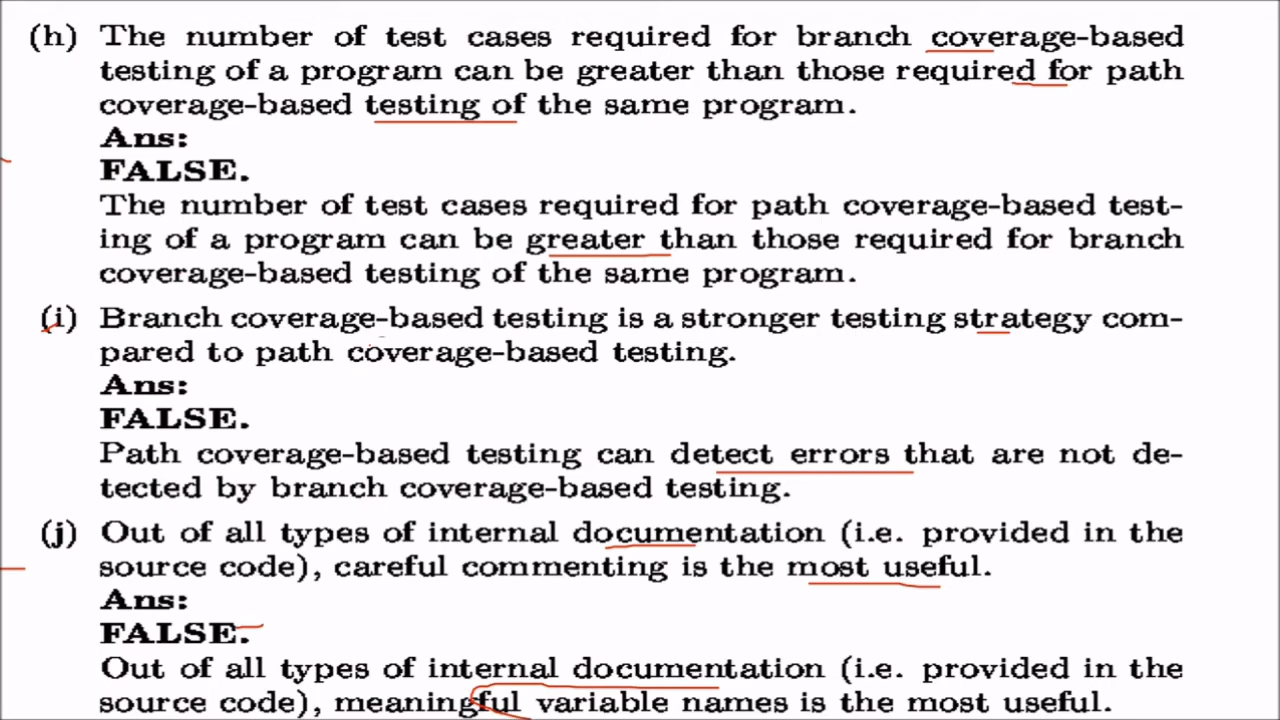 (h) The number of test cases required for branch coverage-based
testing of a program can be greater than those required for path
coverage-based testing of the same program.
Ans:
FALSE.
The number of test cases required for path coverage-based test-
ing of a program can be greater than those required for branch
coverage-based testing of the same program.
(i) Branch coverage-based testing is a stronger testing strategy com-
pared to path coverage-based testing.
Ans:
FALSE.
Path coverage-based testing can detect errors that are not de-
tected by branch coverage-based testing.
(j) Out of all types of internal documentation (i.e. provided in the
source code), careful commenting is the most useful.
Ans:
FALSE.
Out of all types of internal documentation (i.e. provided in the
source code), meaningful variable names is the most useful.